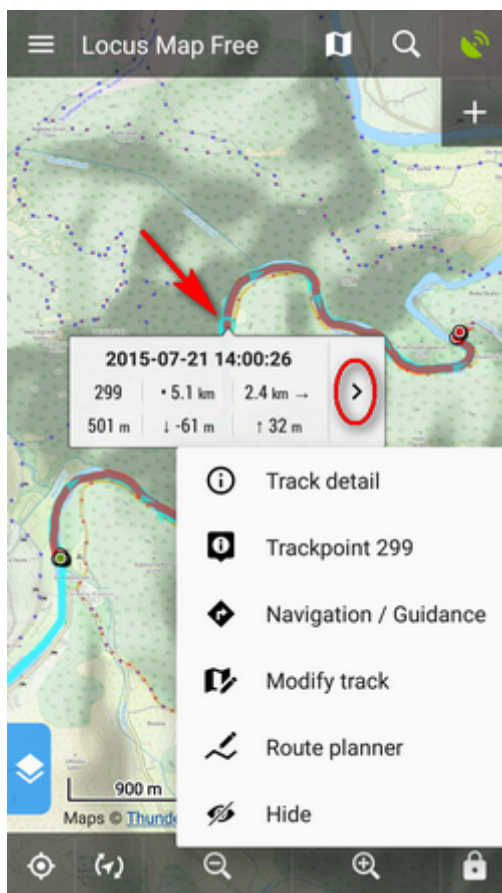 Locus Map Free
2015-07-21 14:00:26
299 • 5.1 km 2.4 km →
501 m ↓ -61 m ↑ 32 m
Track detail
Trackpoint 299
Navigation / Guidance
Modify track
Route planner
Hide
900 m
Maps © Thunde